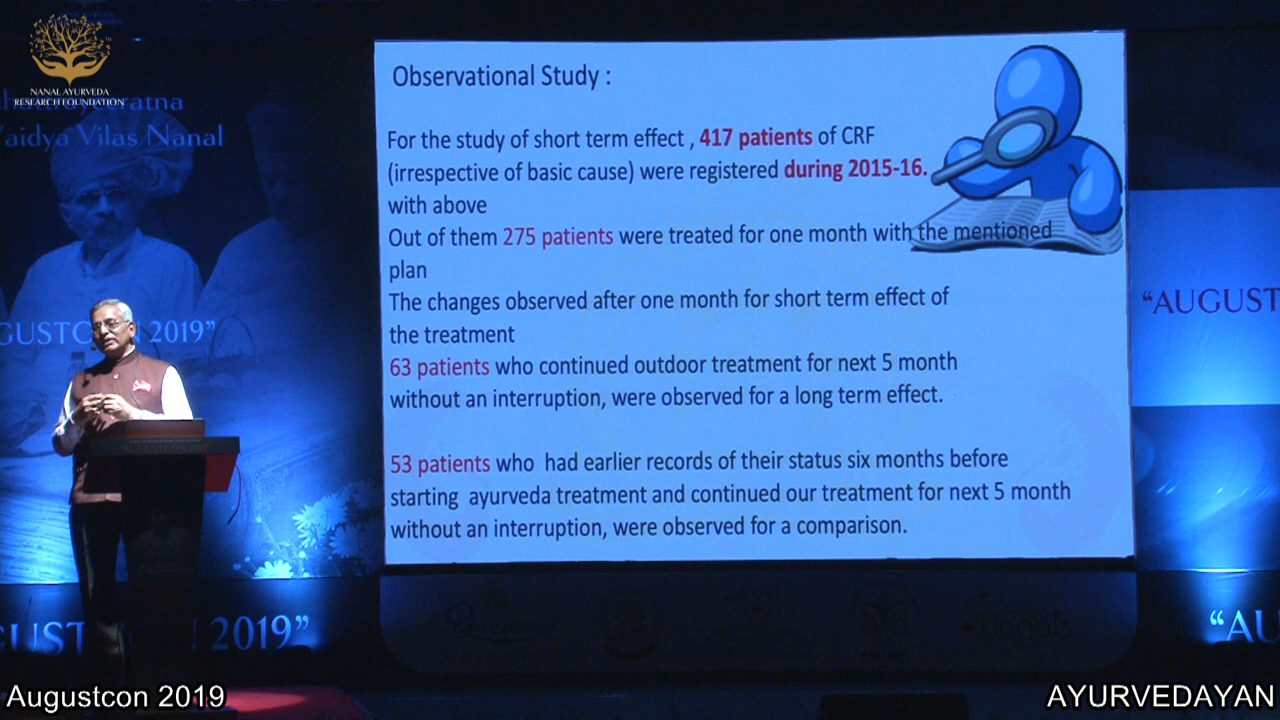 NANAL AYURVEDA
RESEARCH FOUNDATION
Vaidya Vilas Nanal
2019”
Observational Study :
For the study of short term effect , 417 patients of CRF
(irrespective of basic cause) were registered during 2015-16.
with above
Out of them 275 patients were treated for one month with the mentioned
plan
The changes observed after one month for short term effect of
the treatment
63 patients who continued outdoor treatment for next 5 month
without an interruption, were observed for a long term effect.
53 patients who had earlier records of their status six months before
starting ayurveda treatment and continued our treatment for next 5 month
without an interruption, were observed for a comparison.
“AUGUST
2019”
“AU
Augustcon 2019
AYURVEDAYAN